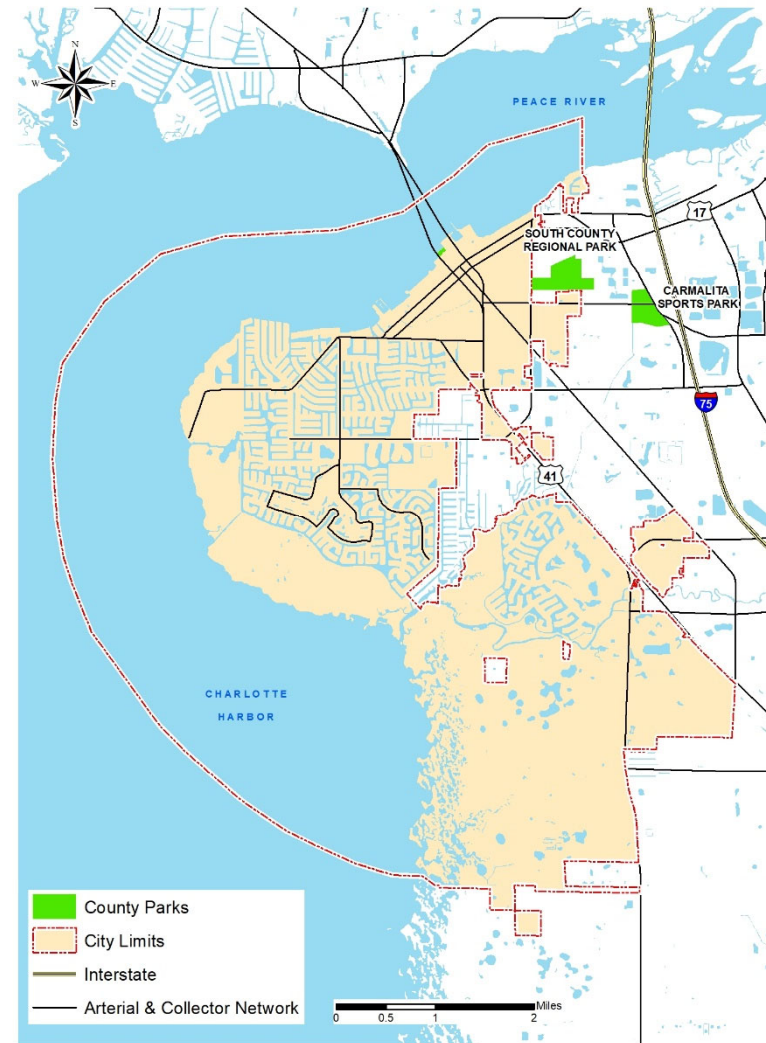 N
W
E
S
PEACE RIVER
17
SOUTH COUNTY
REGIONAL PARK
CARMALITA
SPORTS PARK
75
41
CHARLOTTE
HARBOR
County Parks
City Limits
Interstate
Arterial & Collector Network
Miles
0 0.5 1 2